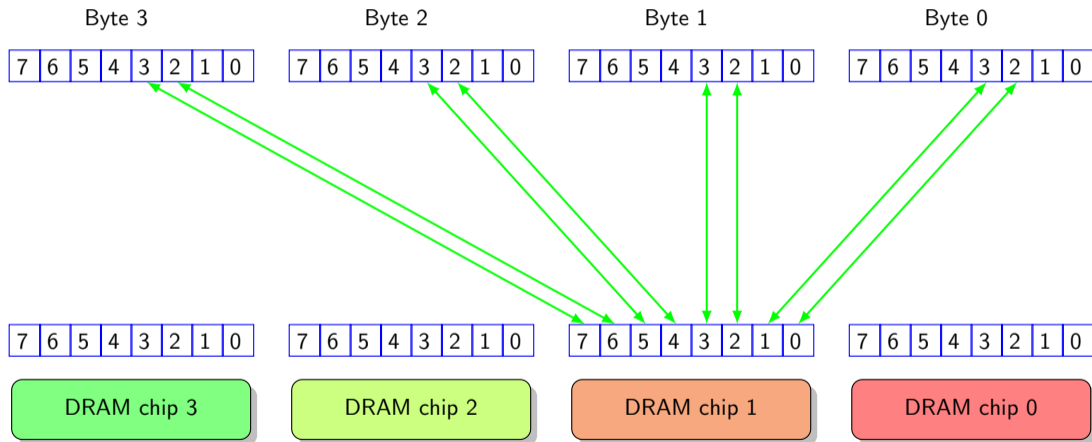 Byte 3 Byte 2 Byte 1 Byte 0
7 6 5 4 3 2 1 0 7 6 5 4 3 2 1 0 7 6 5 4 3 2 1 0 7 6 5 4 3 2 1 0
7 6 5 4 3 2 1 0 7 6 5 4 3 2 1 0 7 6 5 4 3 2 1 0 7 6 5 4 3 2 1 0
DRAM chip 3 DRAM chip 2 DRAM chip 1 DRAM chip 0